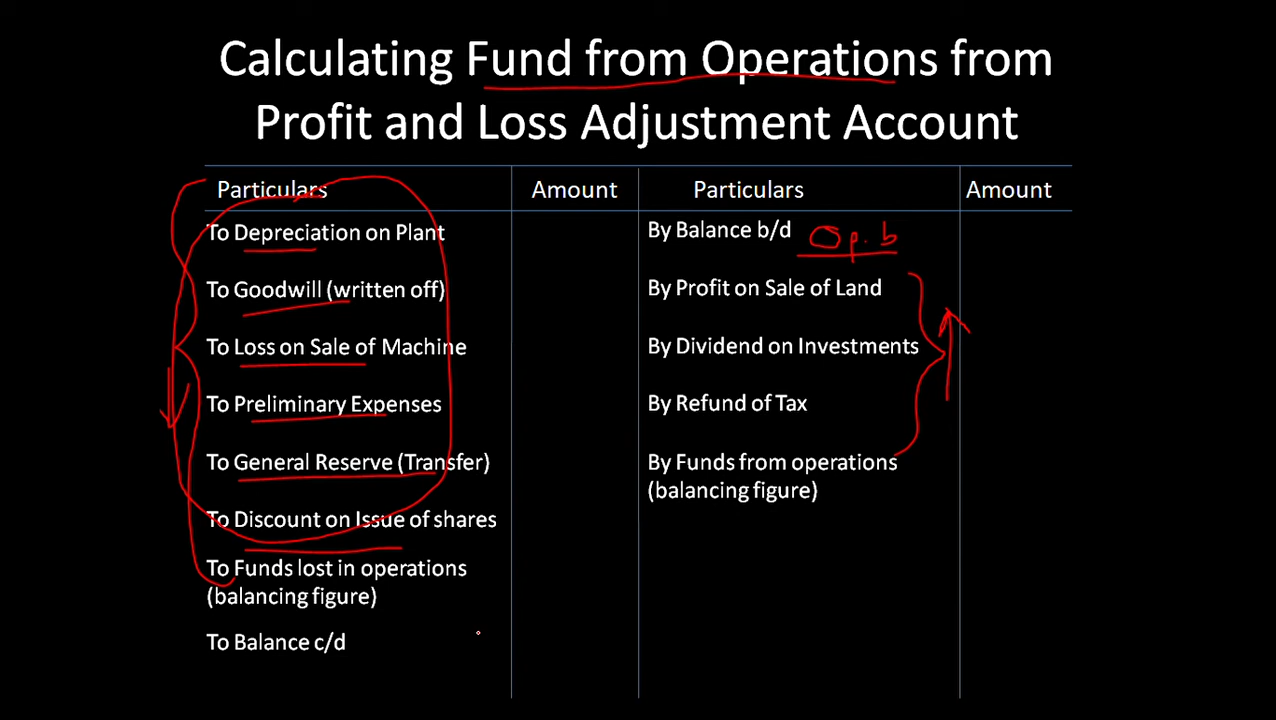 Calculating Fund from Operations from
Profit and Loss Adjustment Account
Particulars Amount Particulars Amount
To Depreciation on Plant By Balance b/d Op. b
To Goodwill (written off) By Profit on Sale of Land
To Loss on Sale of Machine By Dividend on Investments
To Preliminary Expenses By Refund of Tax
To General Reserve (Transfer) By Funds from operations
(balancing figure)
To Discount on Issue of shares
To Funds lost in operations
(balancing figure)
To Balance c/d